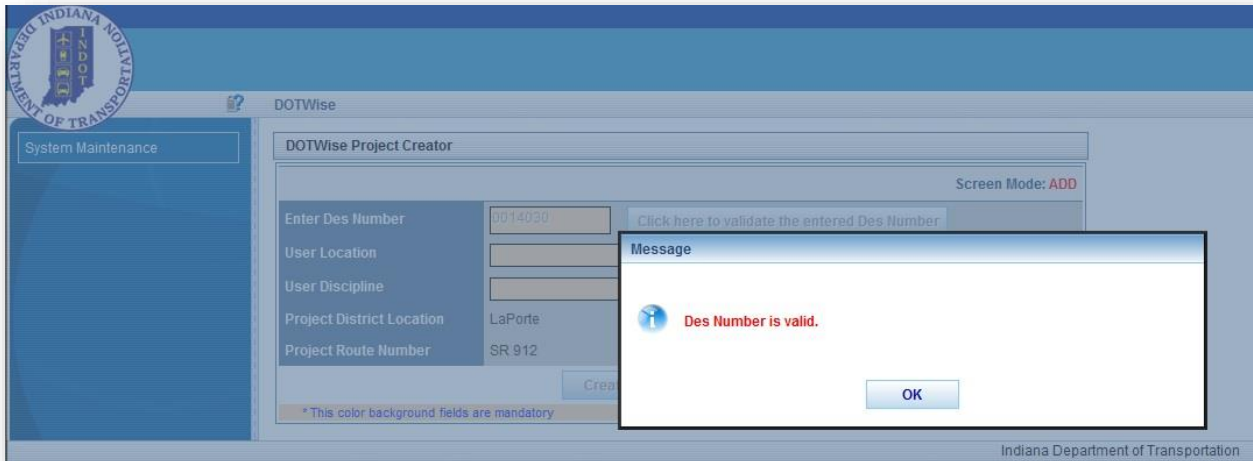 INDIANA
DEPARTMENT OF TRANSPORTATION
INDOT
DOTWise
System Maintenance
DOTWise Project Creator
Screen Mode: ADD
Enter Des Number 0014030 Click here to validate the entered Des Number
Message
User Location
User Discipline
Des Number is valid.
Project District Location LaPorte
Project Route Number SR 912
OK
* This color background fields are mandatory
Indiana Department of Transportation